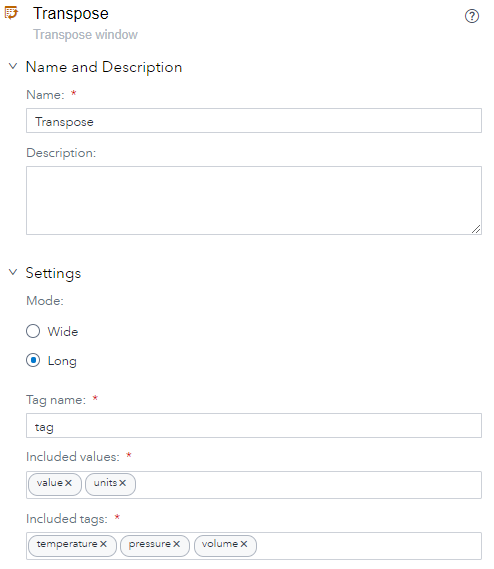 Transpose
Transpose window
Name and Description
Name: *
Transpose
Description:
Settings
Mode:
Wide
Long
Tag name: *
tag
Included values: *
value× units×
Included tags: *
temperature× pressure× volume×